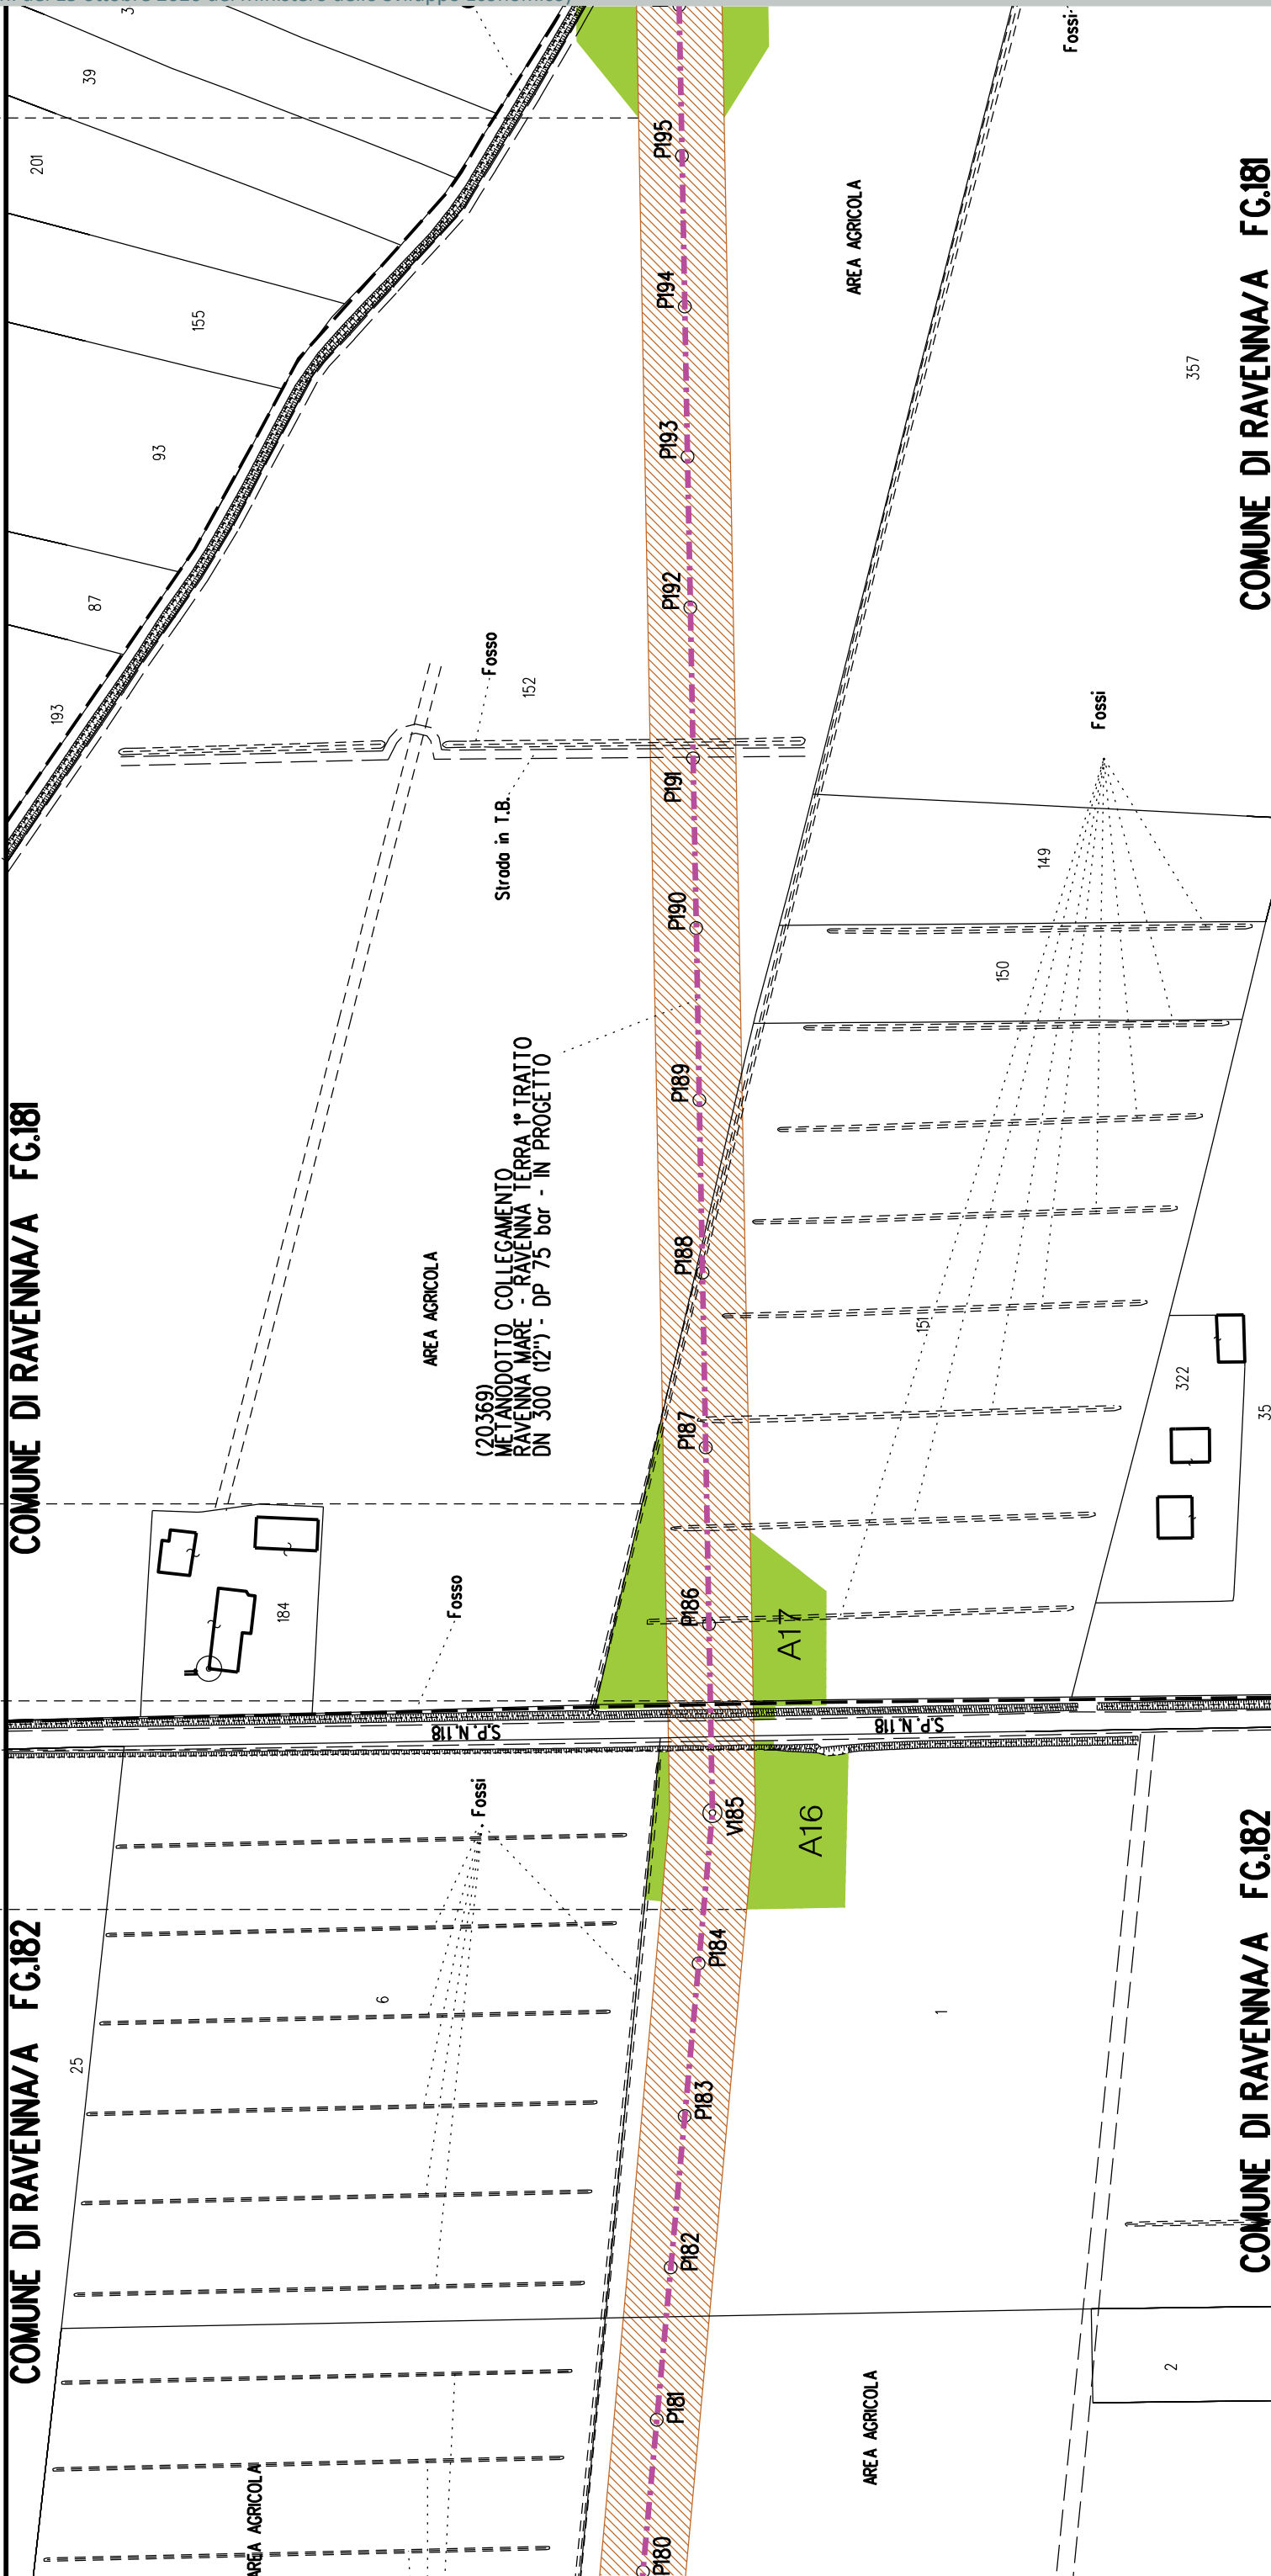 39
201
155
93
87
193
P195
P194
P193
P192
P191
P190
P189
P188
P187
P186
V185
P184
P183
P182
P181
P180
Fossi
AREA AGRICOLA
357
COMUNE DI RAVENNA/A FG.181
Fosso
152
Strada in T.B.
Fossi
149
150
151
COMUNE DI RAVENNA/A FG.181
(20369)
METANODOTTO COLLEGAMENTO
RAVENNA MARE - RAVENNA TERRA 1° TRATTO
DN 300 (12") - DP 75 bar - IN PROGETTO
AREA AGRICOLA
322
35
184
Fosso
A17
S.P. N.118
S.P. N.118
A16
Fossi
COMUNE DI RAVENNA/A FG.182
25
6
1
COMUNE DI RAVENNA/A FG.182
2
AREA AGRICOLA
AREA AGRICOLA